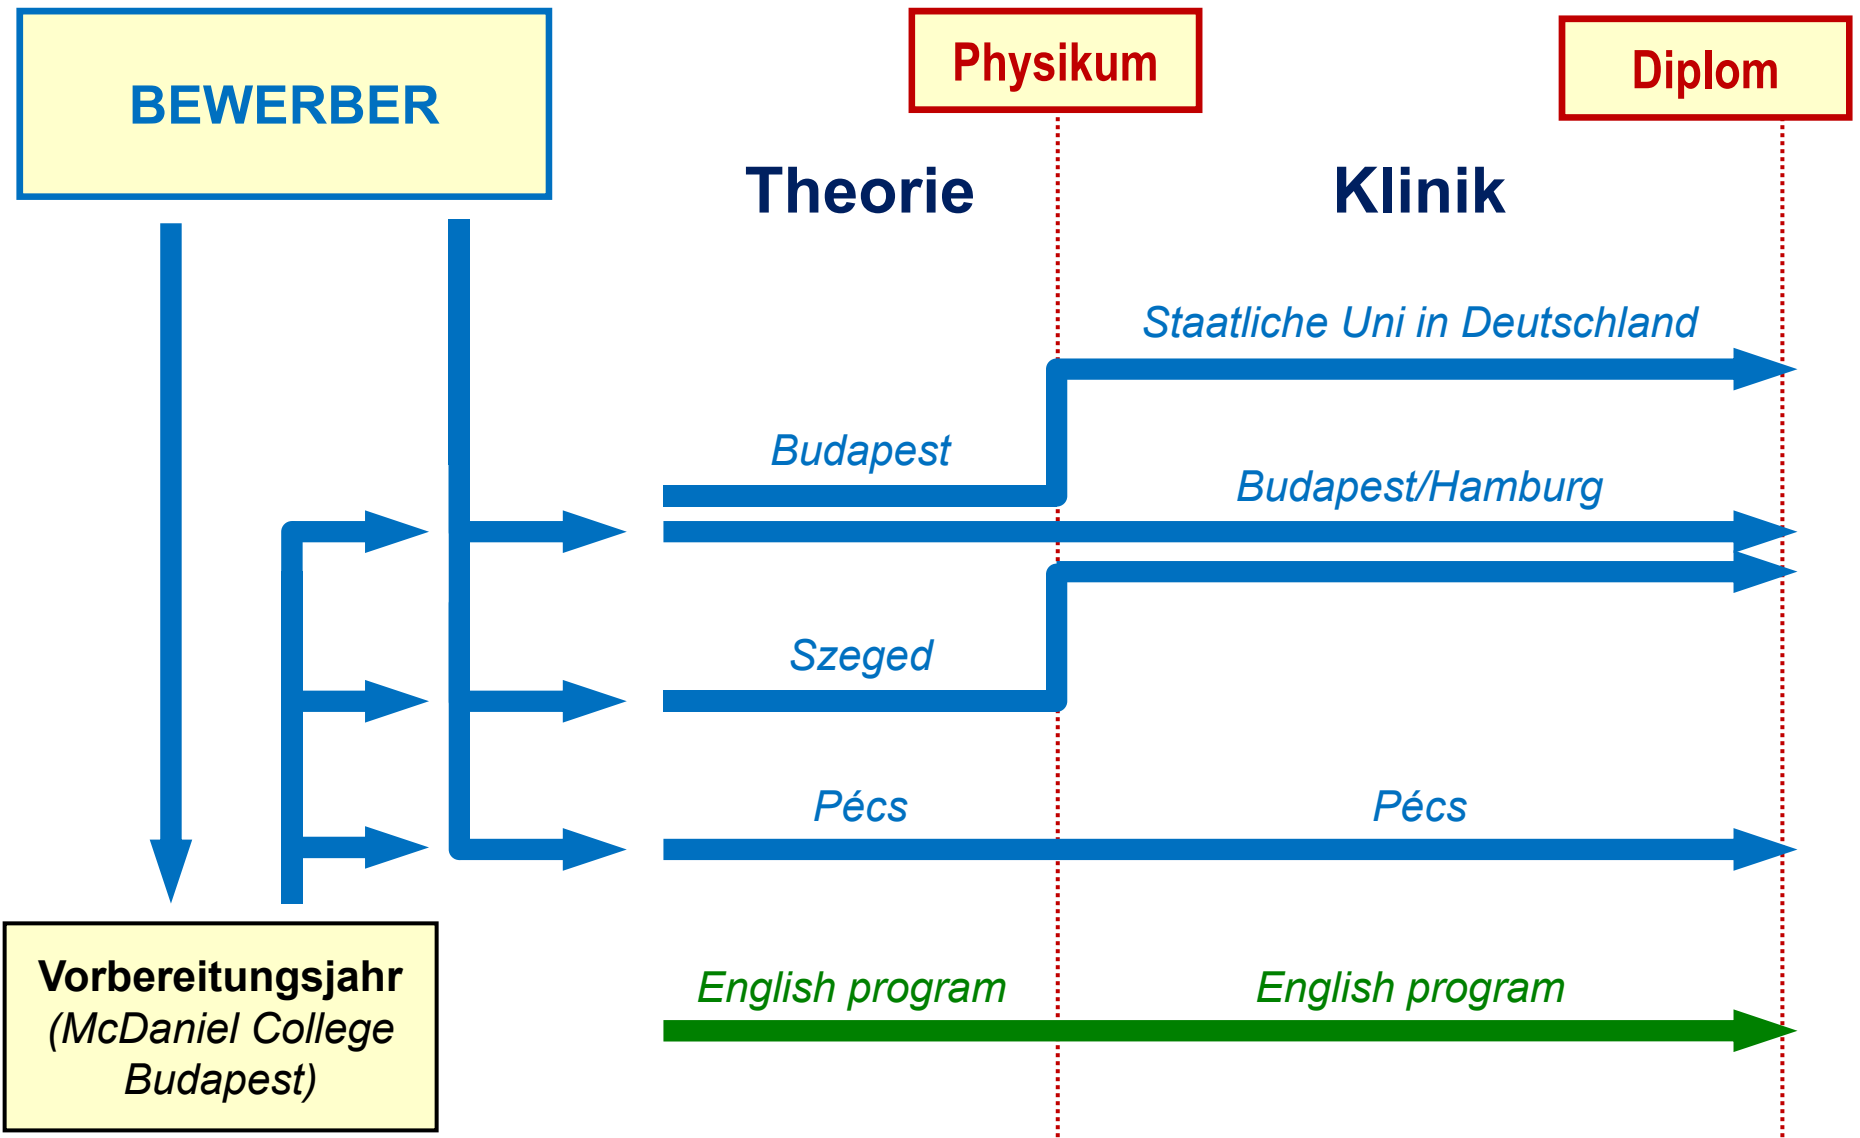 BEWERBER
Physikum
Diplom
Theorie
Klinik
Staatliche Uni in Deutschland
Budapest
Budapest/Hamburg
Szeged
Pécs
Pécs
Vorbereitungsjahr
(McDaniel College
Budapest)
English program
English program